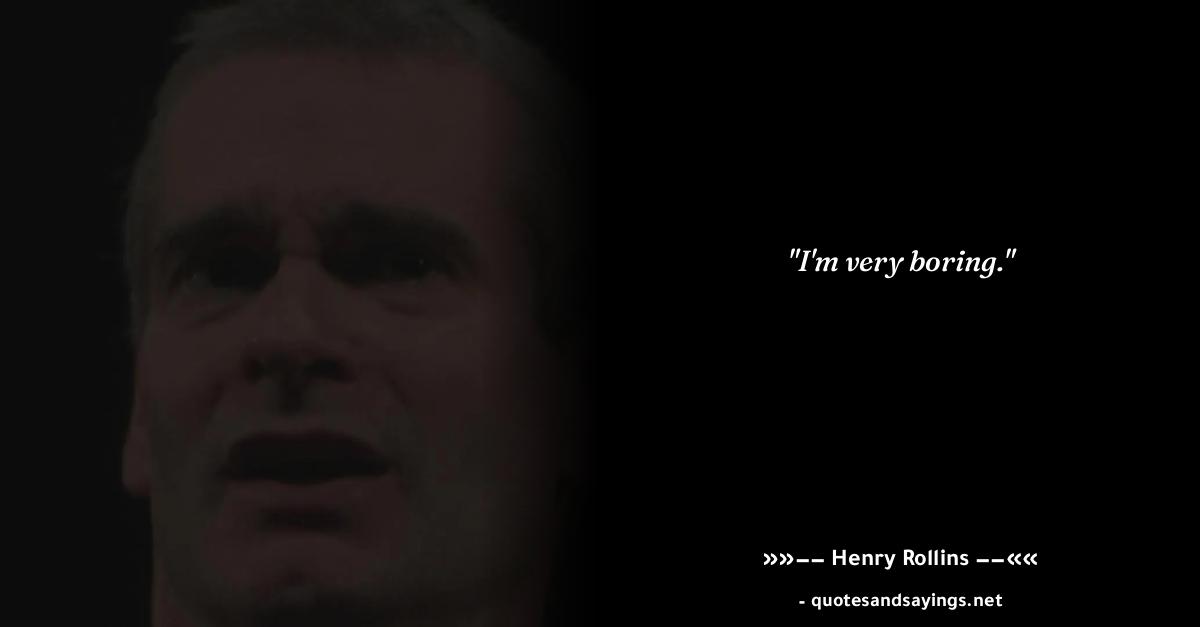 "I'm very boring."
»»−− Henry Rollins −−««
- quotesandsayings.net